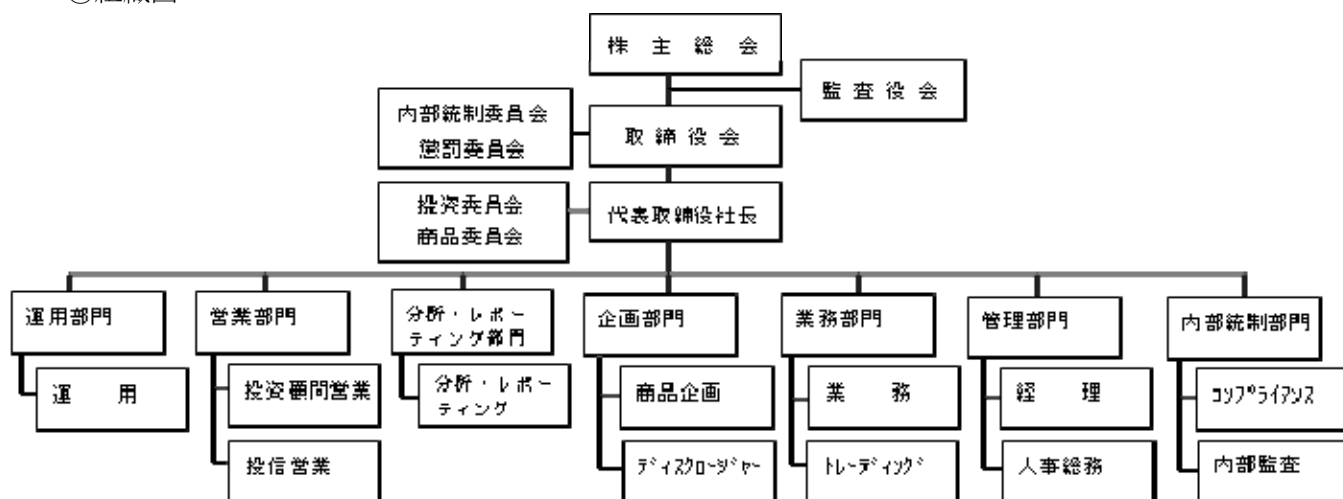 株主総会
監査役会
内部統制委員会
懲罰委員会
取締役会
投資委員会
商品委員会
代表取締役社長
運用部門
営業部門
分析・レポー
ティング部門
企画部門
業務部門
管理部門
内部統制部門
運用
投資顧問営業
分析・レポー
ティング
商品企画
業務
経理
コンプライアンス
投信営業
ディスクロージャー
トレーディング
人事総務
内部監査